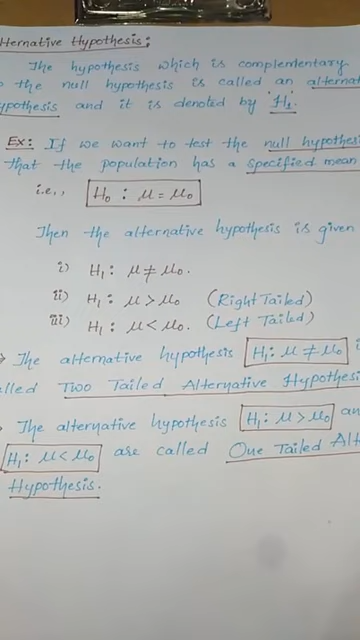 ternative Hypothesis:
The hypothesis which is complementary
the null hypothesis is called an alternat
ypothesis and it is denoted by 'H₁'.
Ex: If we want to test the null hypothes
that the population has a specified mean
i.e., H₀ : μ = μ₀
Then the alternative hypothesis is given
i) H₁ : μ ≠ μ₀.
ii) H₁ : μ > μ₀ (Right Tailed)
iii) H₁ : μ < μ₀. (Left Tailed)
The alternative hypothesis H₁ : μ ≠ μ₀ i
alled Two Tailed Alternative Hypothesi
The alternative hypothesis H₁ : μ > μ₀ an
H₁ : μ < μ₀ are called One Tailed Alt
Hypothesis.